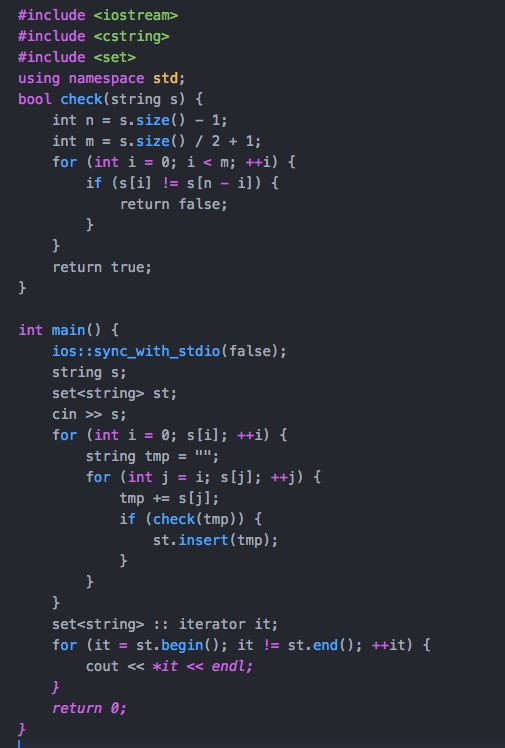 #include <iostream>
#include <cstring>
#include <set>
using namespace std;
bool check(string s) {
    int n = s.size() - 1;
    int m = s.size() / 2 + 1;
    for (int i = 0; i < m; ++i) {
        if (s[i] != s[n - i]) {
            return false;
        }
    }
    return true;
}

int main() {
    ios::sync_with_stdio(false);
    string s;
    set<string> st;
    cin >> s;
    for (int i = 0; s[i]; ++i) {
        string tmp = "";
        for (int j = i; s[j]; ++j) {
            tmp += s[j];
            if (check(tmp)) {
                st.insert(tmp);
            }
        }
    }
    set<string> :: iterator it;
    for (it = st.begin(); it != st.end(); ++it) {
        cout << *it << endl;
    }
    return 0;
}